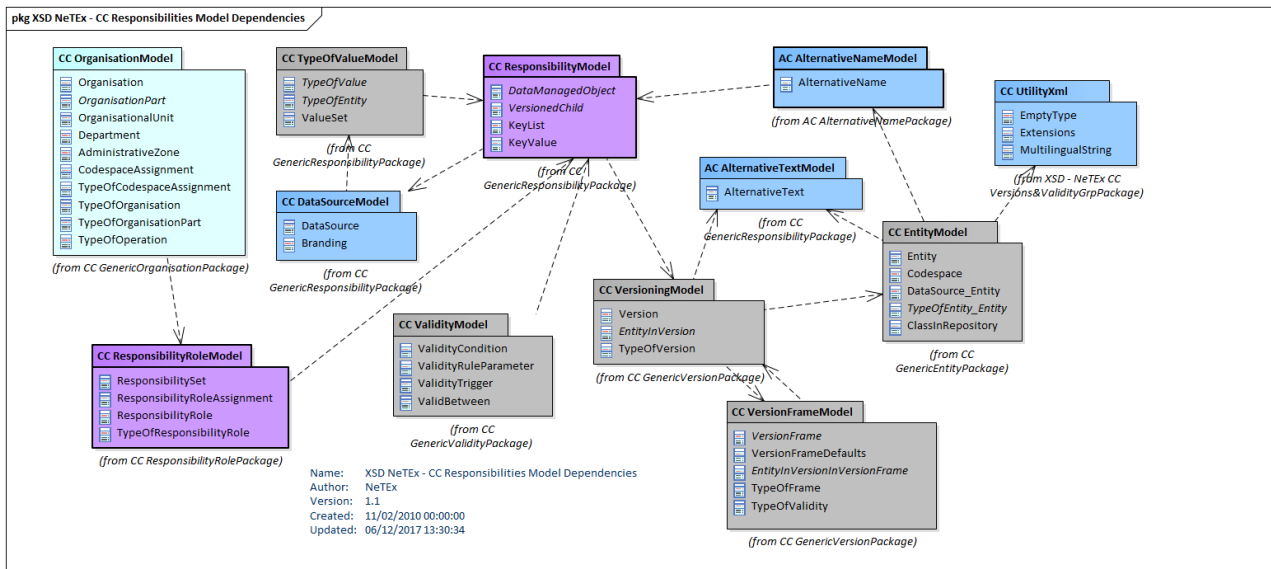 pkg XSD NeTEx - CC Responsibilities Model Dependencies
CC OrganisationModel
Organisation
OrganisationPart
OrganisationalUnit
Department
AdministrativeZone
CodespaceAssignment
TypeOfCodespaceAssignment
TypeOfOrganisation
TypeOfOrganisationPart
TypeOfOperation
(from CC GenericOrganisationPackage)
CC TypeOfValueModel
TypeOfValue
TypeOfEntity
ValueSet
(from CC
GenericResponsibilityPackage)
CC ResponsibilityModel
DataManagedObject
VersionedChild
KeyList
KeyValue
(from CC
GenericResponsibilityPackage)
AC AlternativeNameModel
AlternativeName
(from AC AlternativeNamePackage)
CC UtilityXml
EmptyType
Extensions
MultilingualString
(from XSD - NeTEx CC
Versions&ValidityGrpPackage)
AC AlternativeTextModel
AlternativeText
(from CC
GenericResponsibilityPackage)
CC DataSourceModel
DataSource
Branding
(from CC
GenericResponsibilityPackage)
CC EntityModel
Entity
Codespace
DataSource_Entity
TypeOfEntity_Entity
ClassInRepository
(from CC
GenericEntityPackage)
CC VersioningModel
Version
EntityInVersion
TypeOfVersion
(from CC GenericVersionPackage)
CC ValidityModel
ValidityCondition
ValidityRuleParameter
ValidityTrigger
ValidBetween
(from CC
GenericValidityPackage)
CC ResponsibilityRoleModel
ResponsibilitySet
ResponsibilityRoleAssignment
ResponsibilityRole
TypeOfResponsibilityRole
(from CC ResponsibilityRolePackage)
CC VersionFrameModel
VersionFrame
VersionFrameDefaults
EntityInVersionInVersionFrame
TypeOfFrame
TypeOfValidity
(from CC GenericVersionPackage)
Name: XSD NeTEx - CC Responsibilities Model Dependencies
Author: NeTEx
Version: 1.1
Created: 11/02/2010 00:00:00
Updated: 06/12/2017 13:30:34